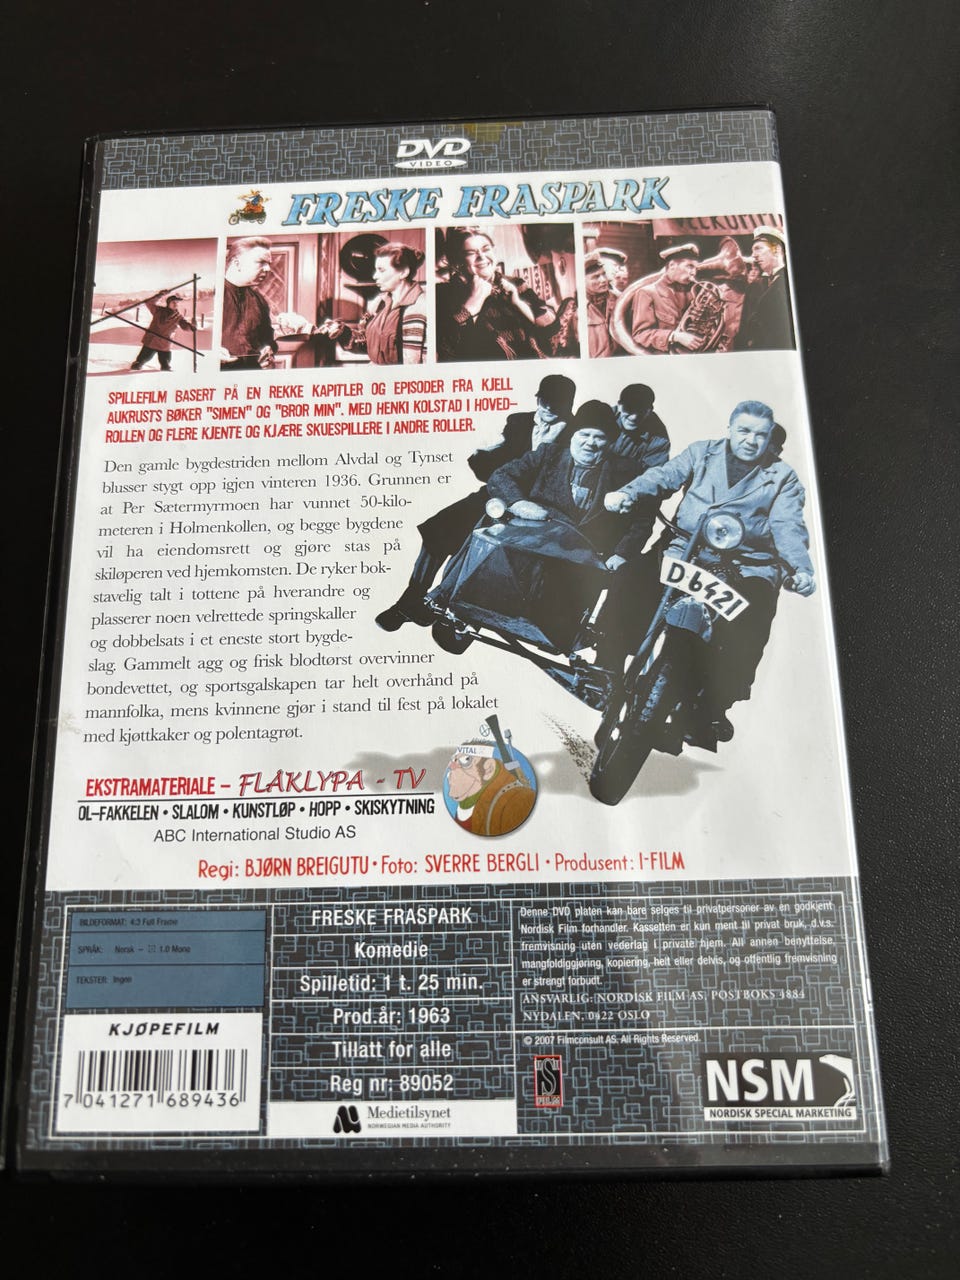 DVD
VIDEO
FRESKE FRASPARK
VELKOMM
SPILLEFILM BASERT PÅ EN REKKE KAPITLER OG EPISODER FRA KJELL
AUKRUSTS BØKER "SIMEN" OG "BROR MIN". MED HENKI KOLSTAD I HOVED-
ROLLEN OG FLERE KJENTE OG KJÆRE SKUESPILLERE I ANDRE ROLLER.
Den gamle bygdestriden mellom Alvdal og Tynset
blusser stygt opp igjen vinteren 1936. Grunnen er
at Per Sætermyrmoen har vunnet 50-kilo-
meteren i Holmenkollen, og begge bygdene
vil ha eiendomsrett og gjøre stas på
skiløperen ved hjemkomsten. De ryker bok-
stavelig talt i tottene på hverandre og
plasserer noen velrettede springskaller
og dobbelsats i et eneste stort bygde-
slag. Gammelt agg og frisk blodtørst overvinner
bondevettet, og sportsgalskapen tar helt overhånd på
mannfolka, mens kvinnene gjør i stand til fest på lokalet
med kjøttkaker og polentagrøt.
D-6421
VITAL
EKSTRAMATERIALE – FLÅKLYPA - TV
OL-FAKKELEN • SLALOM • KUNSTLØP • HOPP • SKISKYTNING
ABC International Studio AS
Regi: BJØRN BREIGUTU • Foto: SVERRE BERGLI • Produsent: I-FILM
BILDEFORMAT: 4:3 Full Frame
SPRÅK: Norsk – 1.0 Mono
TEKSTER: Ingen
KJØPEFILM
7 041271 689436
FRESKE FRASPARK
Komedie
Spilletid: 1 t. 25 min.
Prod.år: 1963
Tillatt for alle
Reg nr: 89052
Medietilsynet
NORWEGIAN MEDIA AUTHORITY
Denne DVD platen kan bare selges til privatpersoner av en godkjent
Nordisk Film forhandler. Kassetten er kun ment til privat bruk, d.v.s.
fremvisning uten vederlag i private hjem. All annen benyttelse,
mangfoldiggjøring, kopiering, helt eller delvis, og offentlig fremvisning
er strengt forbudt.
ANSVARLIG: NORDISK FILM AS, POSTBOKS 4884
NYDALEN, 0422 OSLO
© 2007 Filmconsult AS. All Rights Reserved.
NSM
NORDISK SPECIAL MARKETING